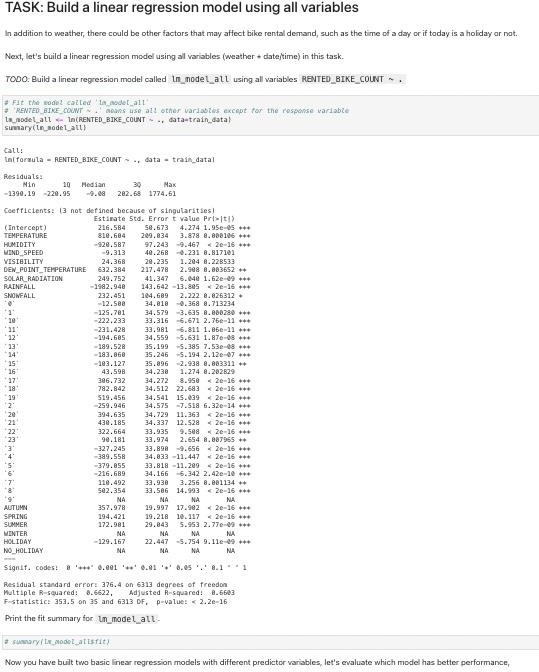 TASK: Build a linear regression model using all variables
In addition to weather, there could be other factors that may affect bike rental demand, such as the time of a day or if today is a holiday or not.
Next, let's build a linear regression model using all variables (weather + date/time) in this task.
TODO: Build a linear regression model called lm_model_all using all variables RENTED_BIKE_COUNT ~ .
# Fit the model called `lm_model_all`
# `RENTED_BIKE_COUNT ~ .` means use all other variables except for the response variable
lm_model_all <- lm(RENTED_BIKE_COUNT ~ ., data=train_data)
summary(lm_model_all)
Call:
lm(formula = RENTED_BIKE_COUNT ~ ., data = train_data)
Residuals:
Min 1Q Median 3Q Max
-1390.19 -220.95 -9.08 202.68 1774.61
Coefficients: (3 not defined because of singularities)
Estimate Std. Error t value Pr(>|t|)
(Intercept) 216.584 50.673 4.274 1.95e-05 ***
TEMPERATURE 810.604 209.034 3.878 0.000106 ***
HUMIDITY -920.587 97.243 -9.467 < 2e-16 ***
WIND_SPEED -9.313 40.268 -0.231 0.817101
VISIBILITY 24.368 20.235 1.204 0.228533
DEW_POINT_TEMPERATURE 632.384 217.478 2.908 0.003652 **
SOLAR_RADIATION 249.752 41.347 6.040 1.62e-09 ***
RAINFALL -1982.940 143.642 -13.805 < 2e-16 ***
SNOWFALL 232.451 104.609 2.222 0.026312 *
`0` -12.500 34.010 -0.368 0.713234
`1` -125.701 34.579 -3.635 0.000280 ***
`10` -222.233 33.316 -6.671 2.76e-11 ***
`11` -231.428 33.981 -6.811 1.06e-11 ***
`12` -194.605 34.559 -5.631 1.87e-08 ***
`13` -189.528 35.199 -5.385 7.53e-08 ***
`14` -183.060 35.246 -5.194 2.12e-07 ***
`15` -103.127 35.096 -2.938 0.003311 **
`16` 43.598 34.230 1.274 0.202829
`17` 306.732 34.272 8.950 < 2e-16 ***
`18` 782.842 34.512 22.683 < 2e-16 ***
`19` 519.456 34.541 15.039 < 2e-16 ***
`2` -259.946 34.575 -7.518 6.32e-14 ***
`20` 394.635 34.729 11.363 < 2e-16 ***
`21` 430.185 34.337 12.528 < 2e-16 ***
`22` 322.664 33.935 9.508 < 2e-16 ***
`23` 90.181 33.974 2.654 0.007965 **
`3` -327.245 33.890 -9.656 < 2e-16 ***
`4` -389.558 34.033 -11.447 < 2e-16 ***
`5` -379.055 33.818 -11.209 < 2e-16 ***
`6` -216.689 34.166 -6.342 2.42e-10 ***
`7` 110.492 33.930 3.256 0.001134 **
`8` 502.354 33.506 14.993 < 2e-16 ***
`9` NA NA NA NA
AUTUMN 357.978 19.997 17.902 < 2e-16 ***
SPRING 194.421 19.218 10.117 < 2e-16 ***
SUMMER 172.901 29.043 5.953 2.77e-09 ***
WINTER NA NA NA NA
HOLIDAY -129.167 22.447 -5.754 9.11e-09 ***
NO_HOLIDAY NA NA NA NA
---
Signif. codes: 0 '***' 0.001 '**' 0.01 '*' 0.05 '.' 0.1 ' ' 1
Residual standard error: 376.4 on 6313 degrees of freedom
Multiple R-squared: 0.6622, Adjusted R-squared: 0.6603
F-statistic: 353.5 on 35 and 6313 DF, p-value: < 2.2e-16
Print the fit summary for lm_model_all.
# summary(lm_model_all$fit)
Now you have built two basic linear regression models with different predictor variables, let's evaluate which model has better performance,